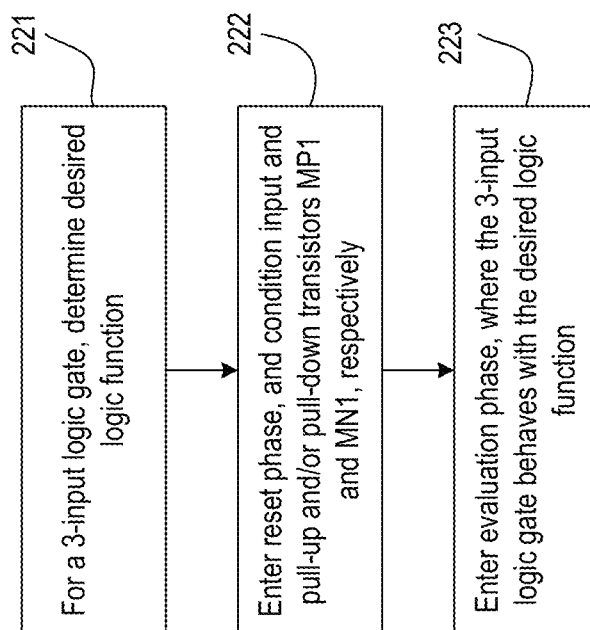 221
For a 3-input logic gate, determine desired
logic function
222
Enter reset phase, and condition input and
pull-up and/or pull-down transistors MP1
and MN1, respectively
223
Enter evaluation phase, where the 3-input
logic gate behaves with the desired logic
function